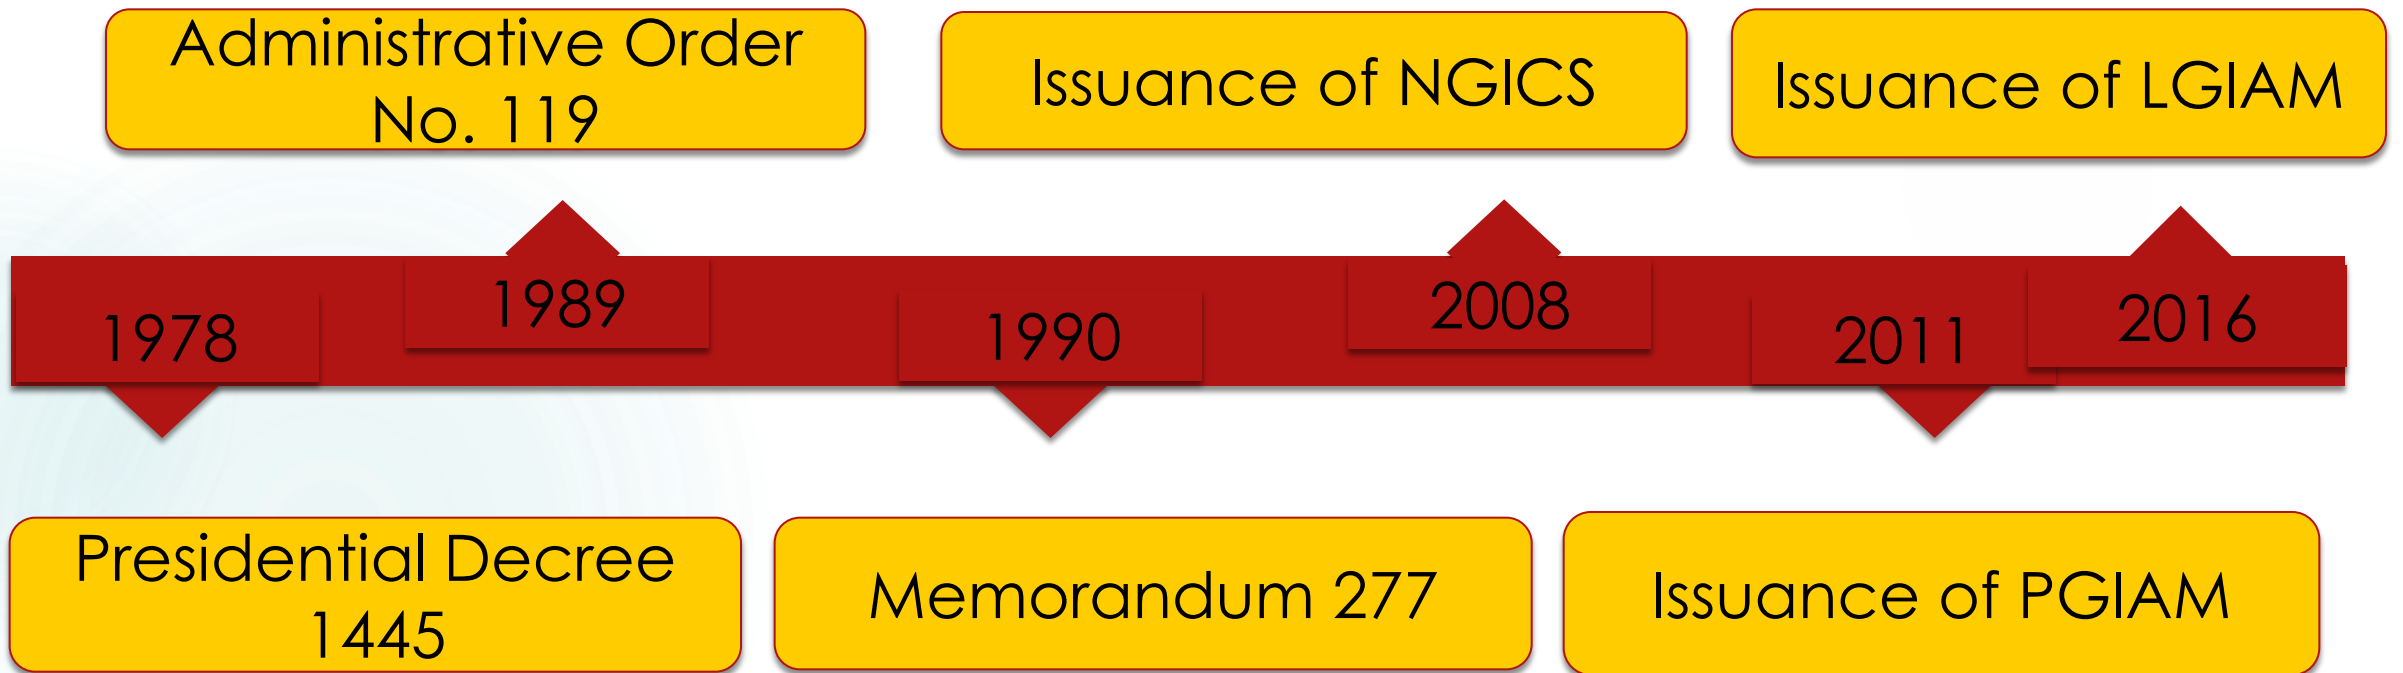 Administrative Order
No. 119
Issuance of NGICS
Issuance of LGIAM
1978
1989
1990
2008
2011
2016
Presidential Decree
1445
Memorandum 277
Issuance of PGIAM